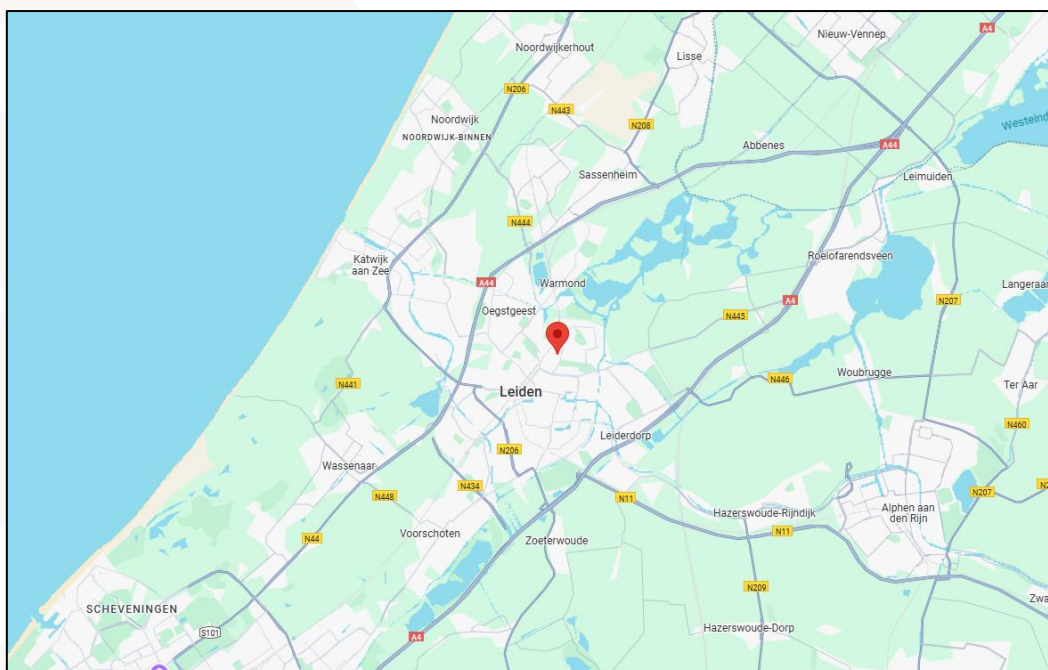 A4
Nieuw-Vennep
Noordwijkerhout
Lisse
N206
N443
Noordwijk
NOORDWIJK-BINNEN
N208
Abbenes
A44
Westeind
Sassenheim
Leimuiden
N444
Katwijk
aan Zee
Roelofarendsveen
A44
Warmond
Langeraar
A4
N207
Oegstgeest
N445
N441
N446
Woubrugge
Ter Aar
Leiden
N460
Leiderdorp
N206
Wassenaar
N434
N448
N11
N207
Hazerswoude-Rijndijk
Alphen aan
den Rijn
N44
Voorschoten
Zoeterwoude
N11
N209
SCHEVENINGEN
Zwa
S101
A4
Hazerswoude-Dorp